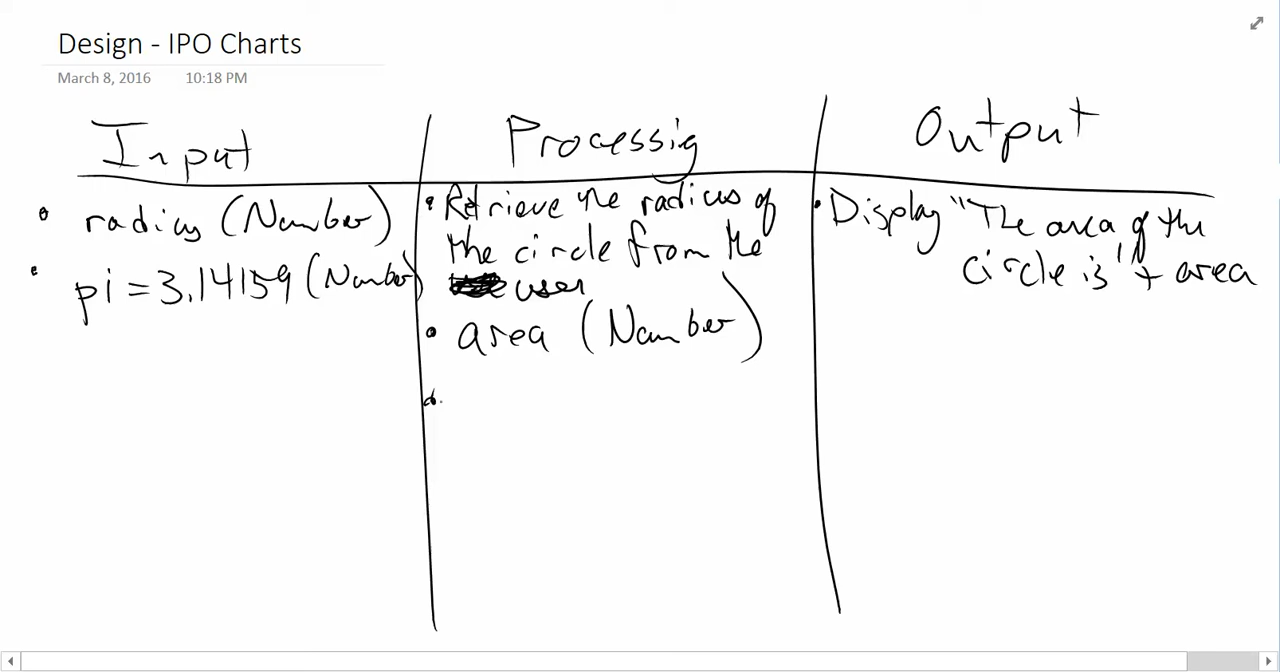 Design - IPO Charts
March 8, 2016 10:18 PM
Input
Processig
Output
• radius (Number)
• pi = 3.14159 (Number)
• Retrieve the radius of
the circle from the
user
• area (Number)
• Display "The area of the
circle is" + area